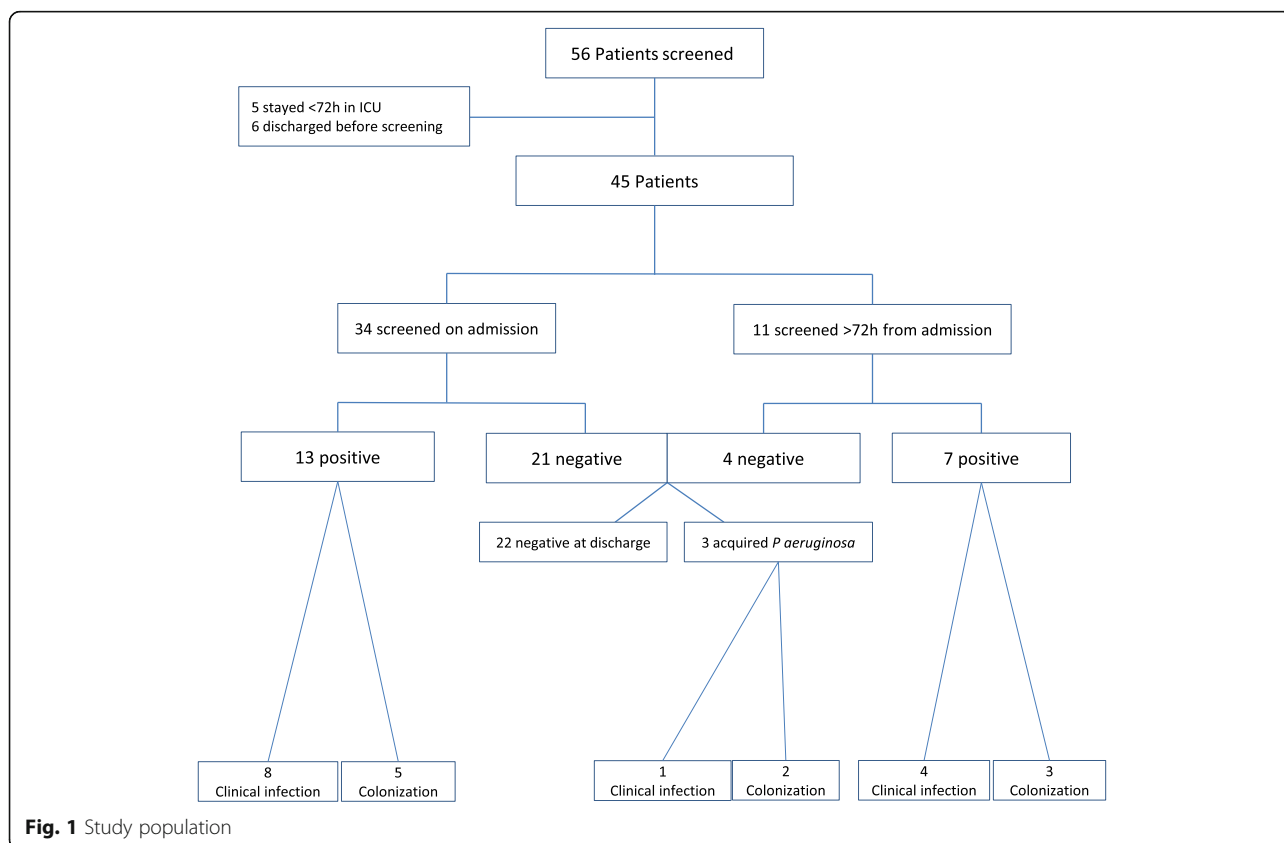 56 Patients screened
5 stayed <72h in ICU
6 discharged before screening
45 Patients
34 screened on admission
11 screened >72h from admission
13 positive
21 negative
4 negative
7 positive
22 negative at discharge
3 acquired P aeruginosa
8
Clinical infection
5
Colonization
1
Clinical infection
2
Colonization
4
Clinical infection
3
Colonization
Fig. 1 Study population